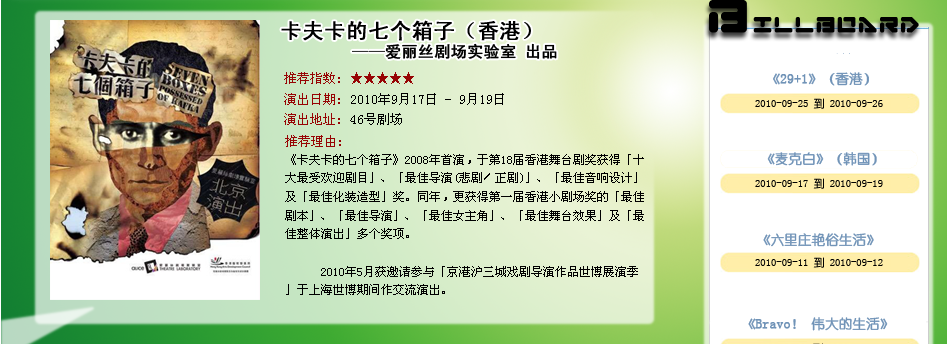 卡夫卡的七个箱子（香港）
——爱丽丝剧场实验室 出品
推荐指数：★★★★★
演出日期：2010年9月17日 - 9月19日
演出地址：46号剧场
推荐理由：
《卡夫卡的七个箱子》2008年首演，于第18届香港舞台剧奖获得「十
大最受欢迎剧目」、「最佳导演(悲剧／正剧)」、「最佳音响设计」
及「最佳化装造型」奖。同年，更获得第一届香港小剧场奖的「最佳
剧本」、「最佳导演」、「最佳女主角」、「最佳舞台效果」及「最
佳整体演出」多个奖项。
2010年5月获邀请参与「京港沪三城戏剧导演作品世博展演季
」于上海世博期间作交流演出。
卡夫卡的
七個箱子
SEVEN
BOXES
POSSESSED
OF KAFKA
北京
演出
THEATRE LABORATORY
BILLBOARD
《29+1》（香港）
2010-09-25 到 2010-09-26
《麦克白》（韩国）
2010-09-17 到 2010-09-19
《六里庄艳俗生活》
2010-09-11 到 2010-09-12
《Bravo！ 伟大的生活》